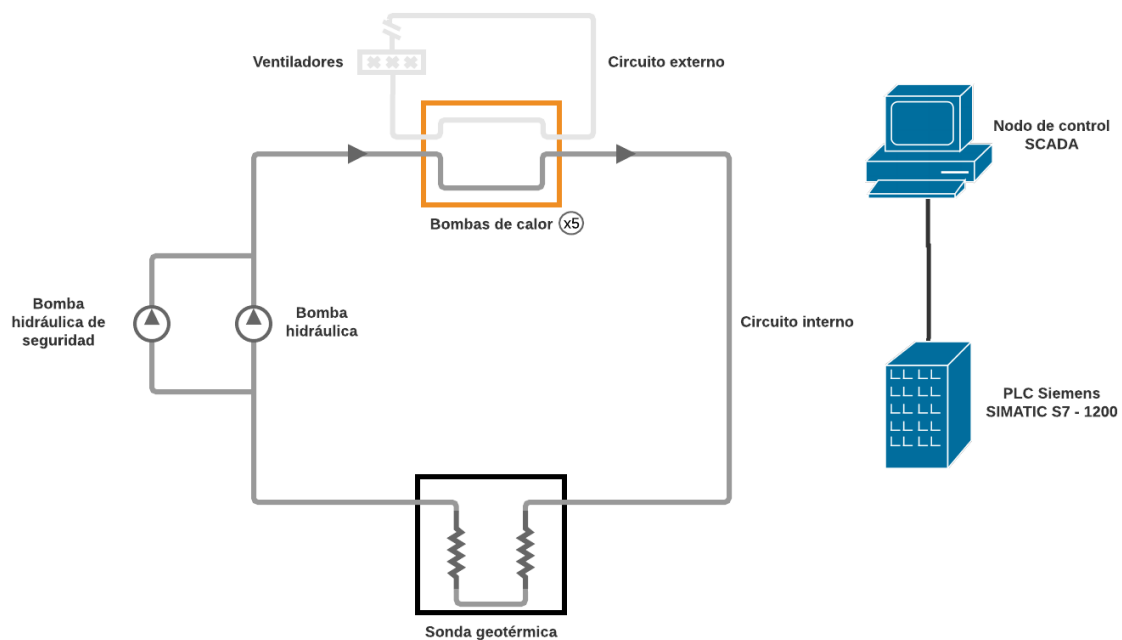 Ventiladores
Circuito externo
Nodo de control
SCADA
Bombas de calor x5
Bomba
hidráulica de
seguridad
Bomba
hidráulica
Circuito interno
PLC Siemens
SIMATIC S7 - 1200
Sonda geotérmica